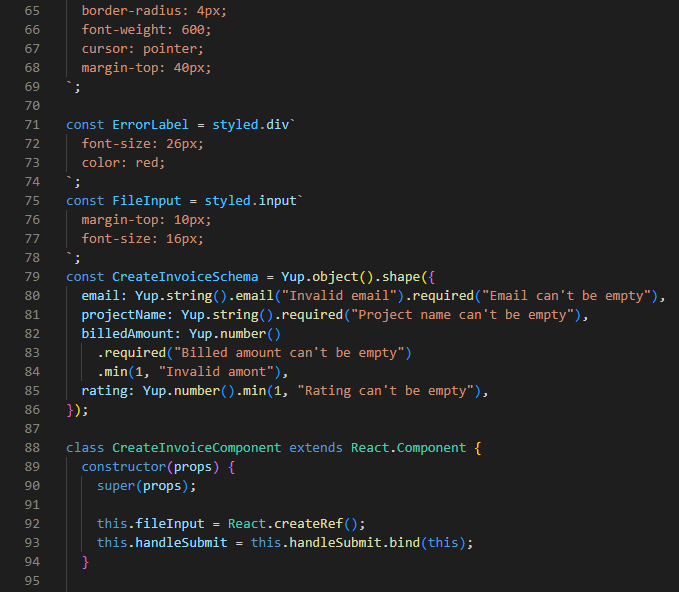 65 border-radius: 4px;
66 font-weight: 600;
67 cursor: pointer;
68 margin-top: 40px;
69 `;
70
71 const ErrorLabel = styled.div`
72 font-size: 26px;
73 color: red;
74 `;
75 const FileInput = styled.input`
76 margin-top: 10px;
77 font-size: 16px;
78 `;
79 const CreateInvoiceSchema = Yup.object().shape({
80 email: Yup.string().email("Invalid email").required("Email can't be empty"),
81 projectName: Yup.string().required("Project name can't be empty"),
82 billedAmount: Yup.number()
83 .required("Billed amount can't be empty")
84 .min(1, "Invalid amont"),
85 rating: Yup.number().min(1, "Rating can't be empty"),
86 });
87
88 class CreateInvoiceComponent extends React.Component {
89 constructor(props) {
90 super(props);
91
92 this.fileInput = React.createRef();
93 this.handleSubmit = this.handleSubmit.bind(this);
94 }
95